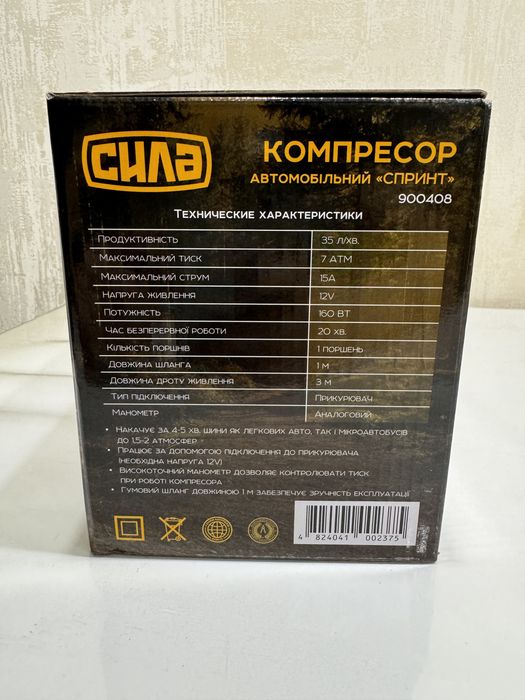 СИЛА
КОМПРЕСОР
АВТОМОБІЛЬНИЙ «СПРИНТ»
900408
ТЕХНИЧЕСКИЕ ХАРАКТЕРИСТИКИ
ПРОДУКТИВНІСТЬ 35 Л/ХВ.
МАКСИМАЛЬНИЙ ТИСК 7 АТМ
МАКСИМАЛЬНИЙ СТРУМ 15А
НАПРУГА ЖИВЛЕННЯ 12V
ПОТУЖНІСТЬ 160 ВТ
ЧАС БЕЗПЕРЕРВНОЇ РОБОТИ 20 ХВ.
КІЛЬКІСТЬ ПОРШНІВ 1 ПОРШЕНЬ
ДОВЖИНА ШЛАНГА 1 М
ДОВЖИНА ДРОТУ ЖИВЛЕННЯ 3 М
ТИП ПІДКЛЮЧЕННЯ ПРИКУРЮВАЧ
МАНОМЕТР АНАЛОГОВИЙ
• НАКАЧУЄ ЗА 4-5 ХВ. ШИНИ ЯК ЛЕГКОВИХ АВТО, ТАК І МІКРОАВТОБУСІВ
ДО 1,5-2 АТМОСФЕР
• ПРАЦЮЄ ЗА ДОПОМОГОЮ ПІДКЛЮЧЕННЯ ДО ПРИКУРЮВАЧА
(НЕОБХІДНА НАПРУГА 12V)
• ВИСОКОТОЧНИЙ МАНОМЕТР ДОЗВОЛЯЄ КОНТРОЛЮВАТИ ТИСК
ПРИ РОБОТІ КОМПРЕСОРА
• ГУМОВИЙ ШЛАНГ ДОВЖИНОЮ 1 М ЗАБЕЗПЕЧУЄ ЗРУЧНІСТЬ ЕКСПЛУАТАЦІЇ
4 824041 002375